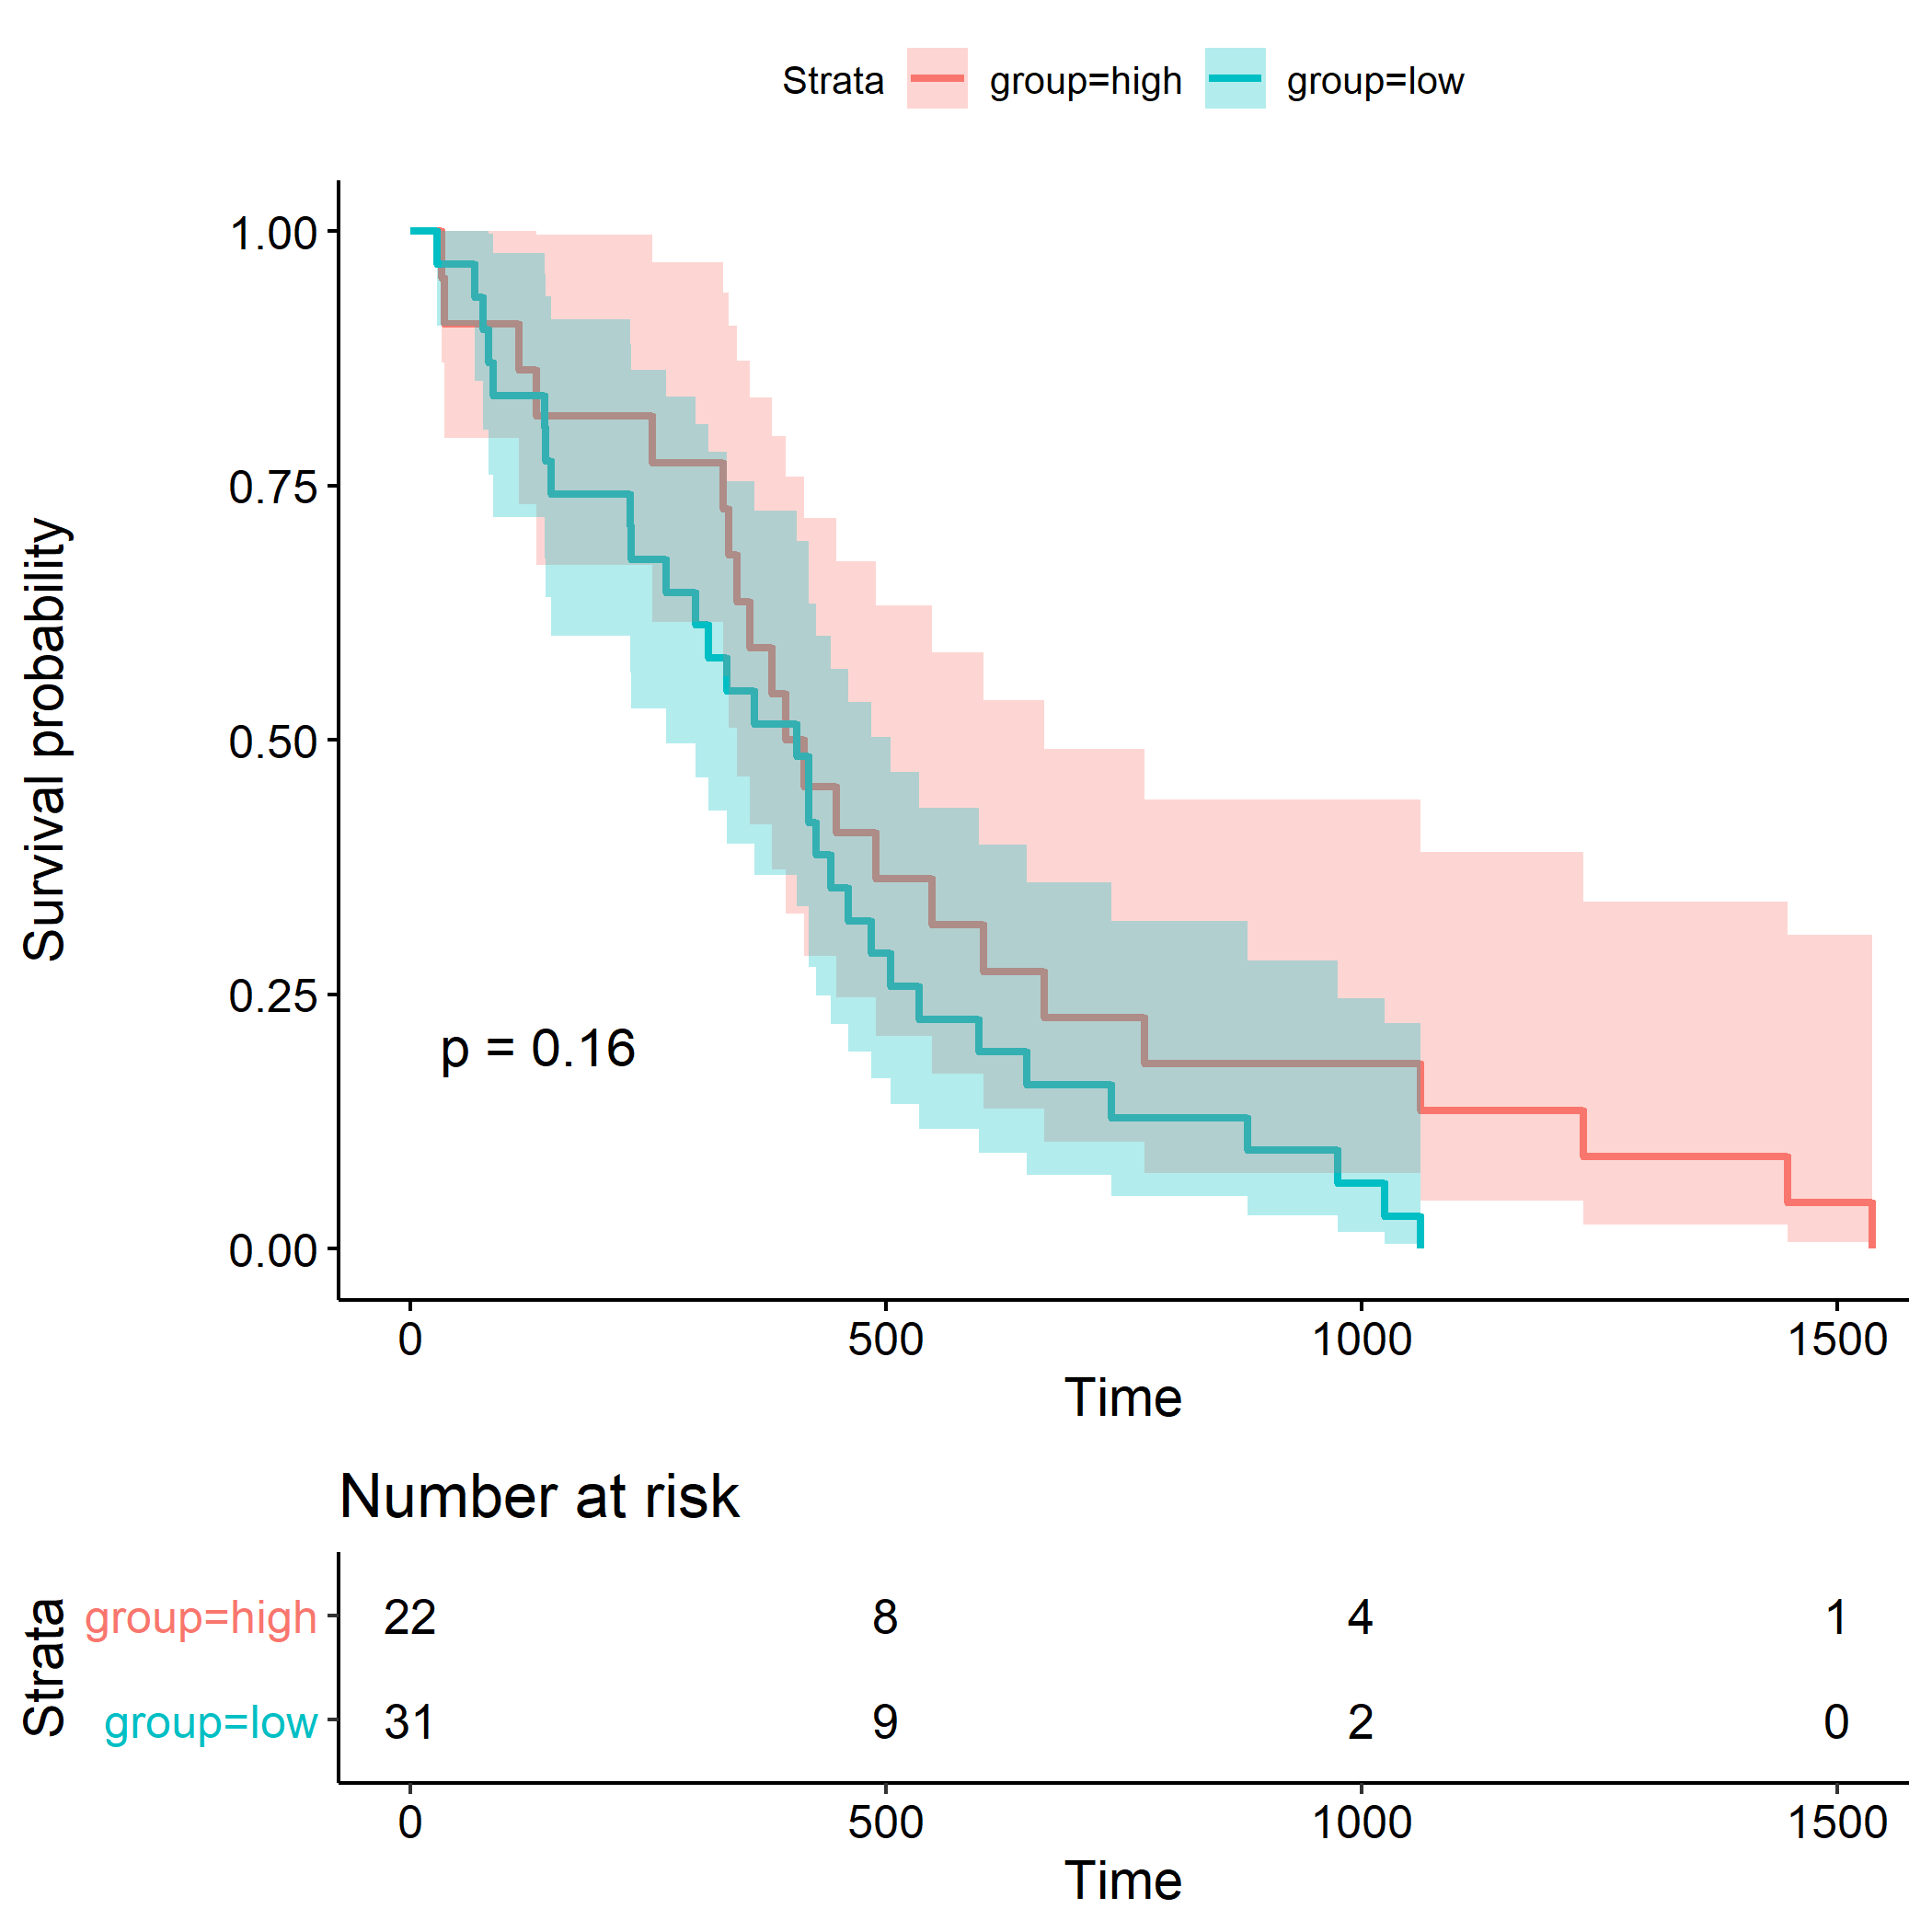 Strata group=high group=low
1.00
0.75
0.50
0.25
0.00
Survival probability
p = 0.16
0 500 1000 1500
Time
Number at risk
Strata
group=high 22 8 4 1
group=low 31 9 2 0
0 500 1000 1500
Time